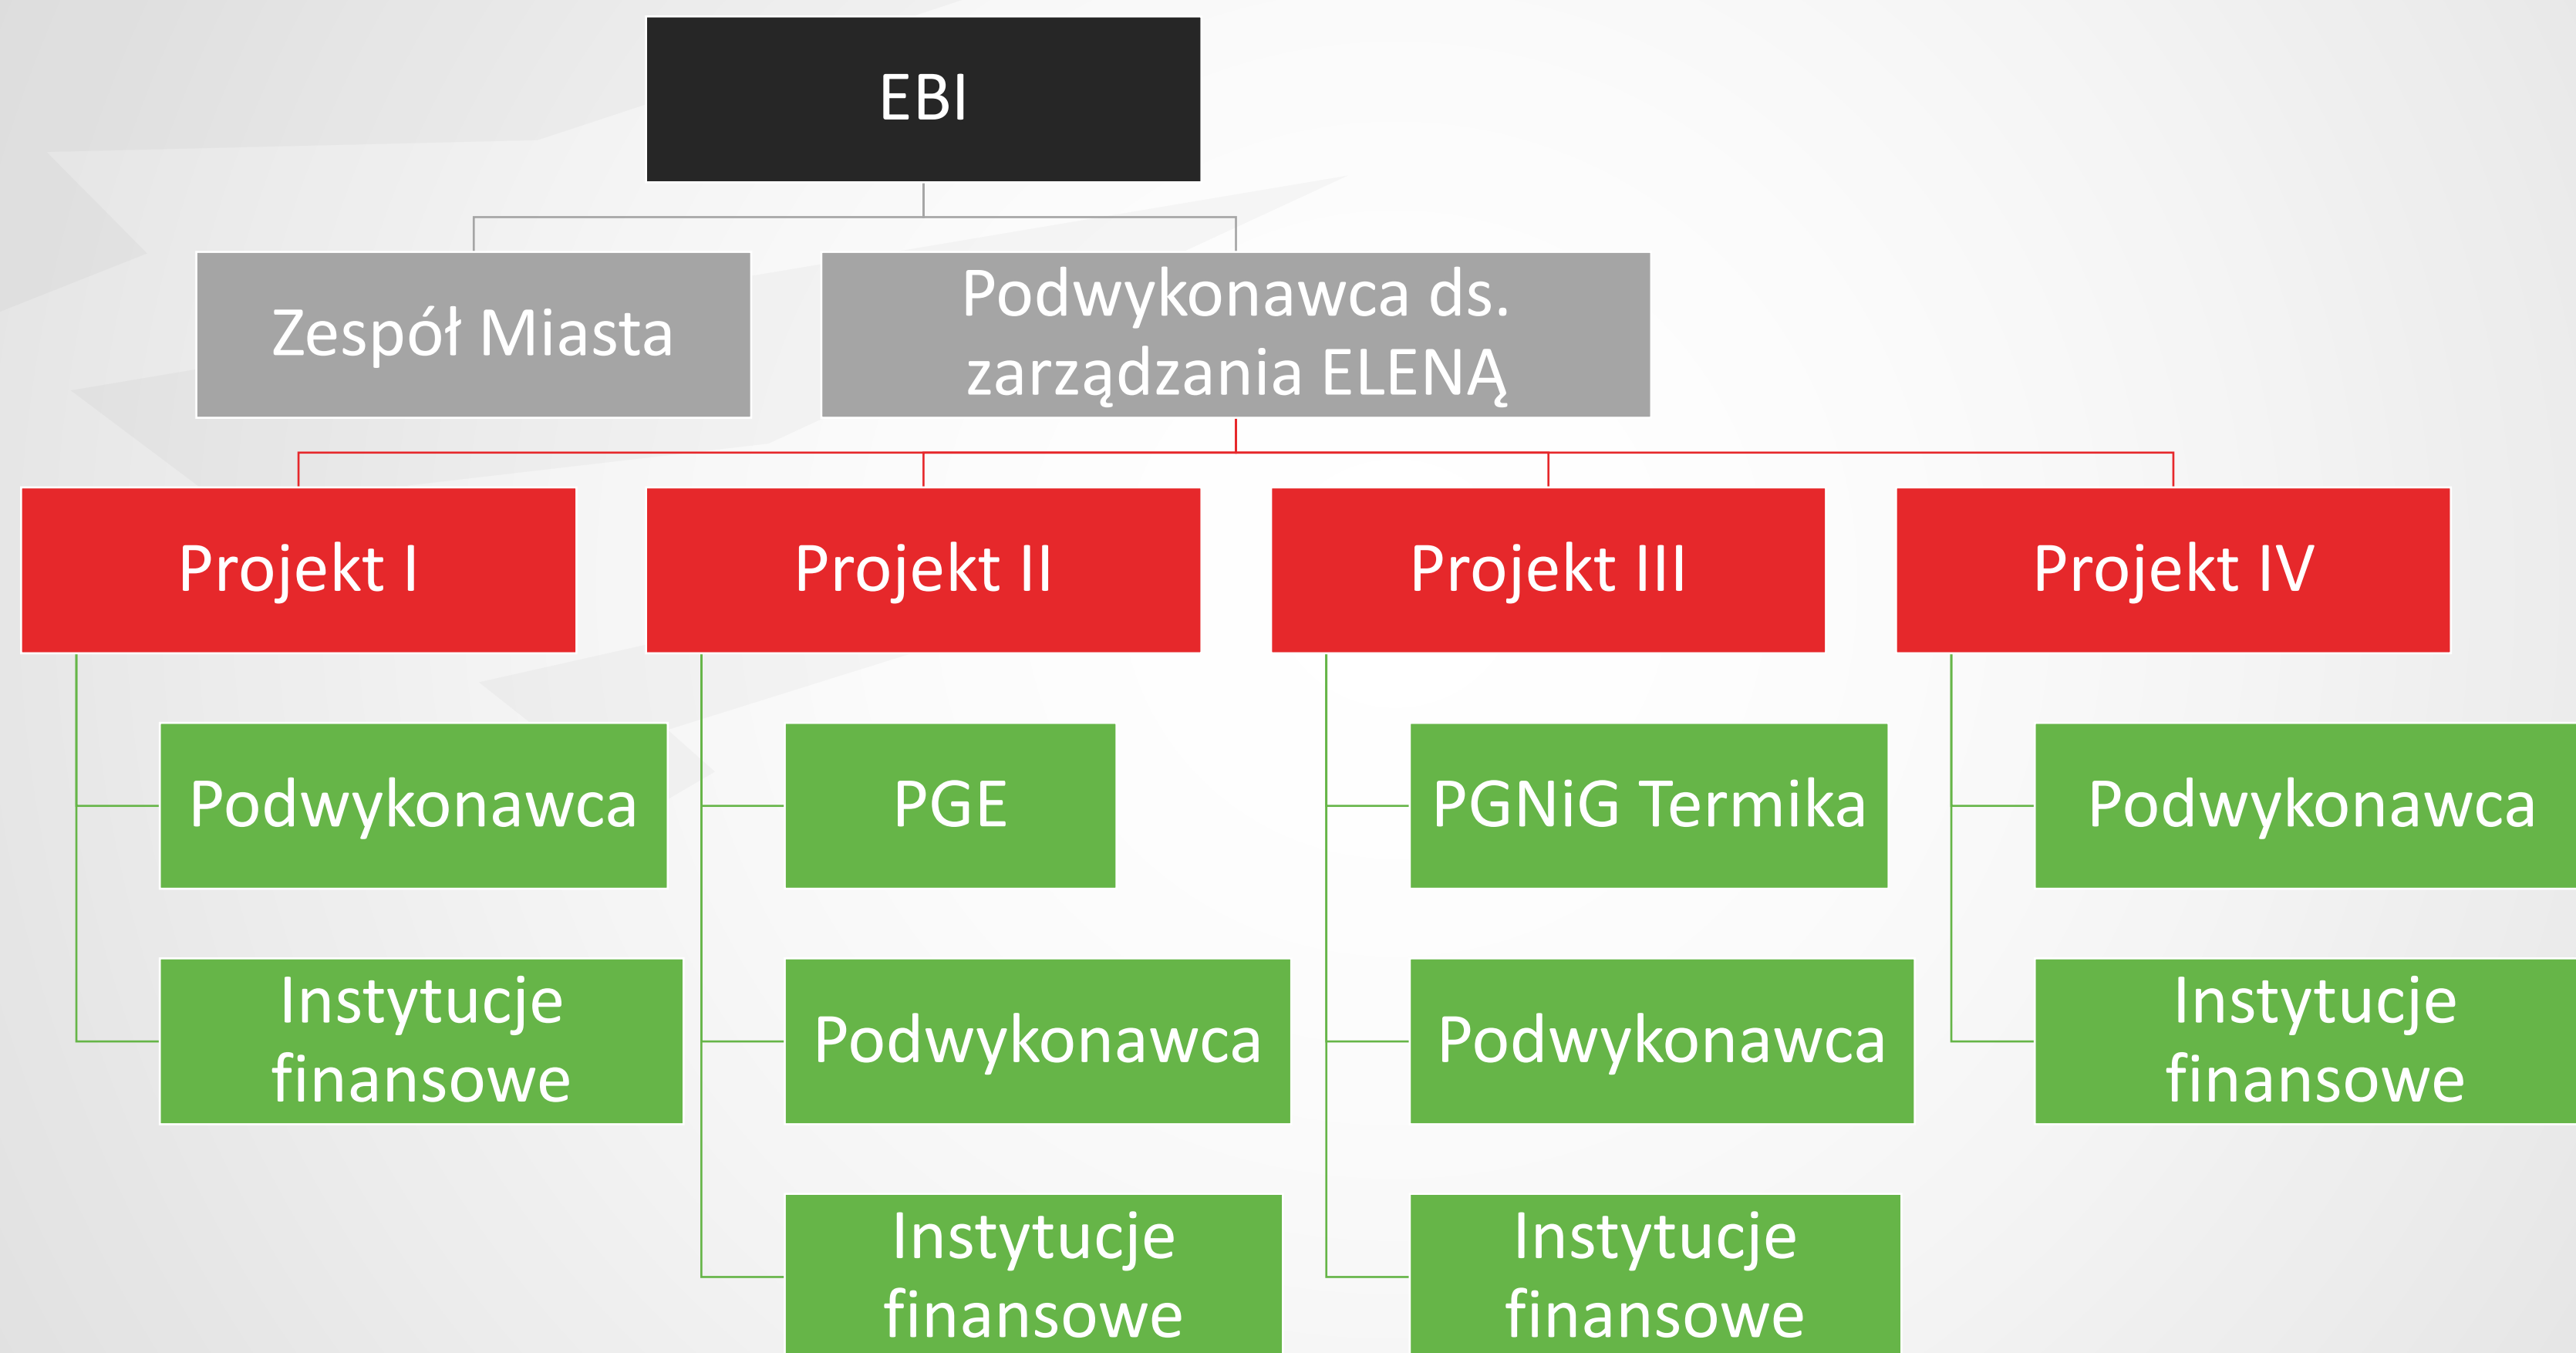 EBI
Zespół Miasta
Podwykonawca ds.
zarządzania ELENĄ
Projekt I
Projekt II
Projekt III
Projekt IV
Podwykonawca
PGE
PGNiG Termika
Podwykonawca
Instytucje
finansowe
Podwykonawca
Podwykonawca
Instytucje
finansowe
Instytucje
finansowe
Instytucje
finansowe